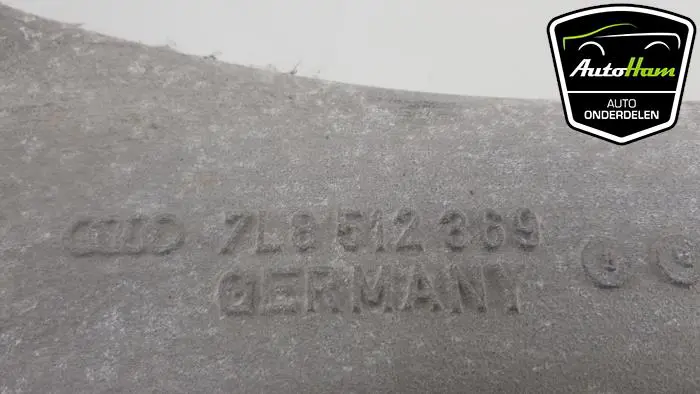 AutoHam
AUTO
ONDERDELEN
7L8 512 369
GERMANY